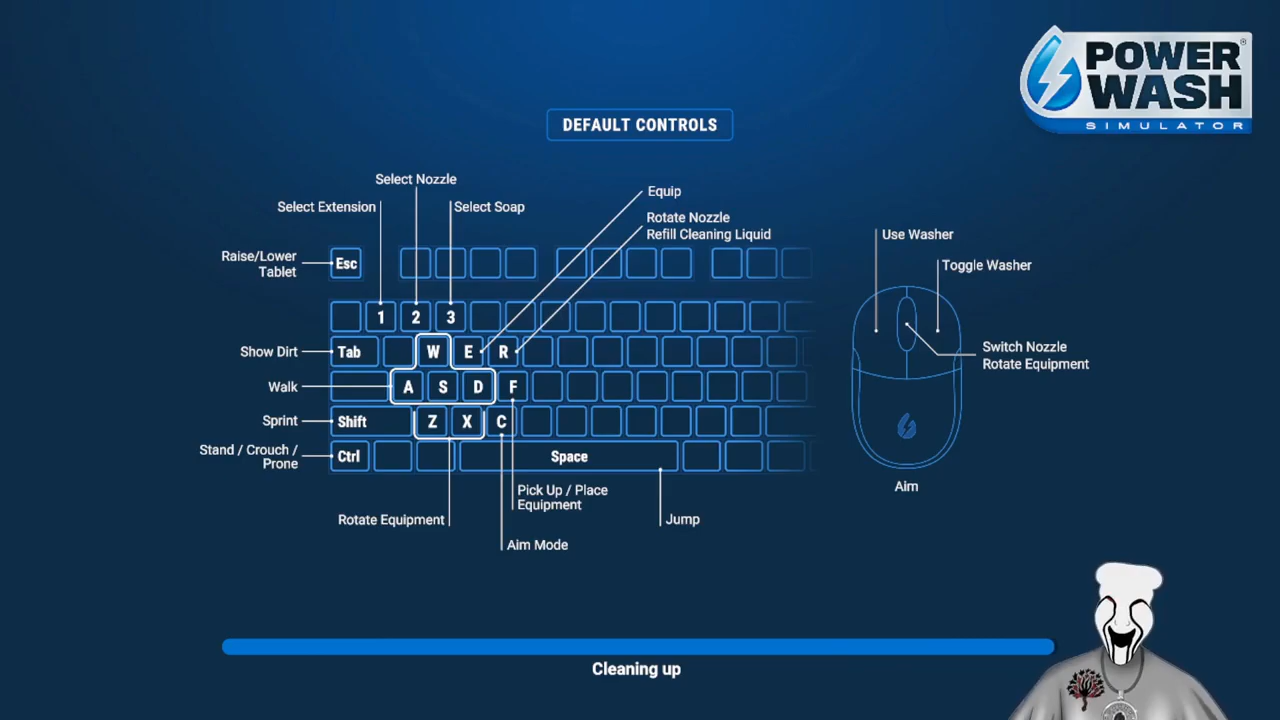 POWER
WASH
SIMULATOR
DEFAULT CONTROLS
Select Nozzle
Select Extension
Select Soap
Equip
Rotate Nozzle
Refill Cleaning Liquid
Raise/Lower
Tablet
Esc
1
2
3
Show Dirt
Tab
W
E
R
Walk
A
S
D
F
Sprint
Shift
Z
X
C
Stand / Crouch /
Prone
Ctrl
Space
Rotate Equipment
Pick Up / Place
Equipment
Aim Mode
Jump
Use Washer
Toggle Washer
Switch Nozzle
Rotate Equipment
Aim
Cleaning up